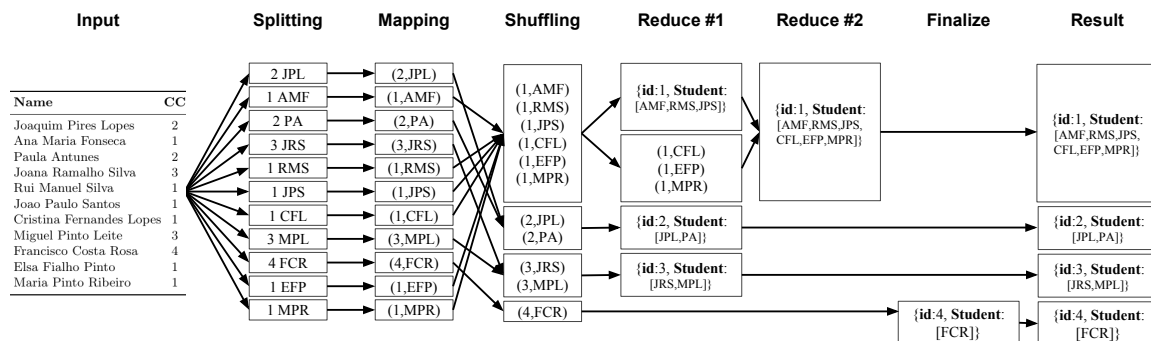 Input Splitting Mapping Shuffling Reduce #1 Reduce #2 Finalize Result
Name CC
Joaquim Pires Lopes 2
Ana Maria Fonseca 1
Paula Antunes 2
Joana Ramalho Silva 3
Rui Manuel Silva 1
Joao Paulo Santos 1
Cristina Fernandes Lopes 1
Miguel Pinto Leite 3
Francisco Costa Rosa 4
Elsa Fialho Pinto 1
Maria Pinto Ribeiro 1
2 JPL
1 AMF
2 PA
3 JRS
1 RMS
1 JPS
1 CFL
3 MPL
4 FCR
1 EFP
1 MPR
(2,JPL)
(1,AMF)
(2,PA)
(3,JRS)
(1,RMS)
(1,JPS)
(1,CFL)
(3,MPL)
(4,FCR)
(1,EFP)
(1,MPR)
(1,AMF)
(1,RMS)
(1,JPS)
(1,CFL)
(1,EFP)
(1,MPR)
(2,JPL)
(2,PA)
(3,JRS)
(3,MPL)
(4,FCR)
{id:1, Student:
[AMF,RMS,JPS]}
(1,CFL)
(1,EFP)
(1,MPR)
{id:2, Student:
[JPL,PA]}
{id:3, Student:
[JRS,MPL]}
{id:1, Student:
[AMF,RMS,JPS,
CFL,EFP,MPR]}
{id:4, Student:
[FCR]}
{id:1, Student:
[AMF,RMS,JPS,
CFL,EFP,MPR]}
{id:2, Student:
[JPL,PA]}
{id:3, Student:
[JRS,MPL]}
{id:4, Student:
[FCR]}